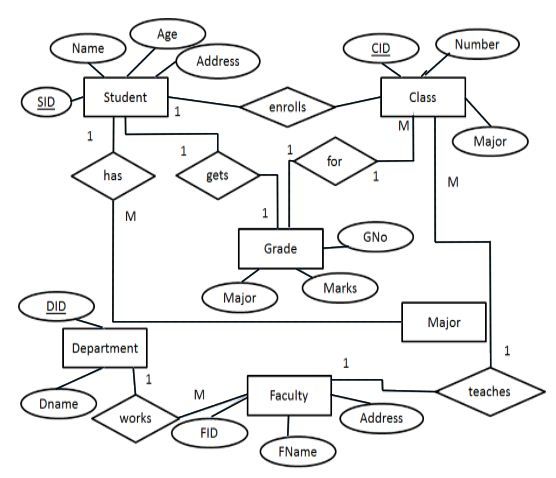 Age
Name
CID
Number
Address
SID
Student
enrolls
Class
1
M
1
Major
1
1
for
1
has
gets
M
M
1
GNo
Grade
Marks
Major
DID
Major
Department
1
1
M
Dname
works
Faculty
teaches
FID
Address
FName